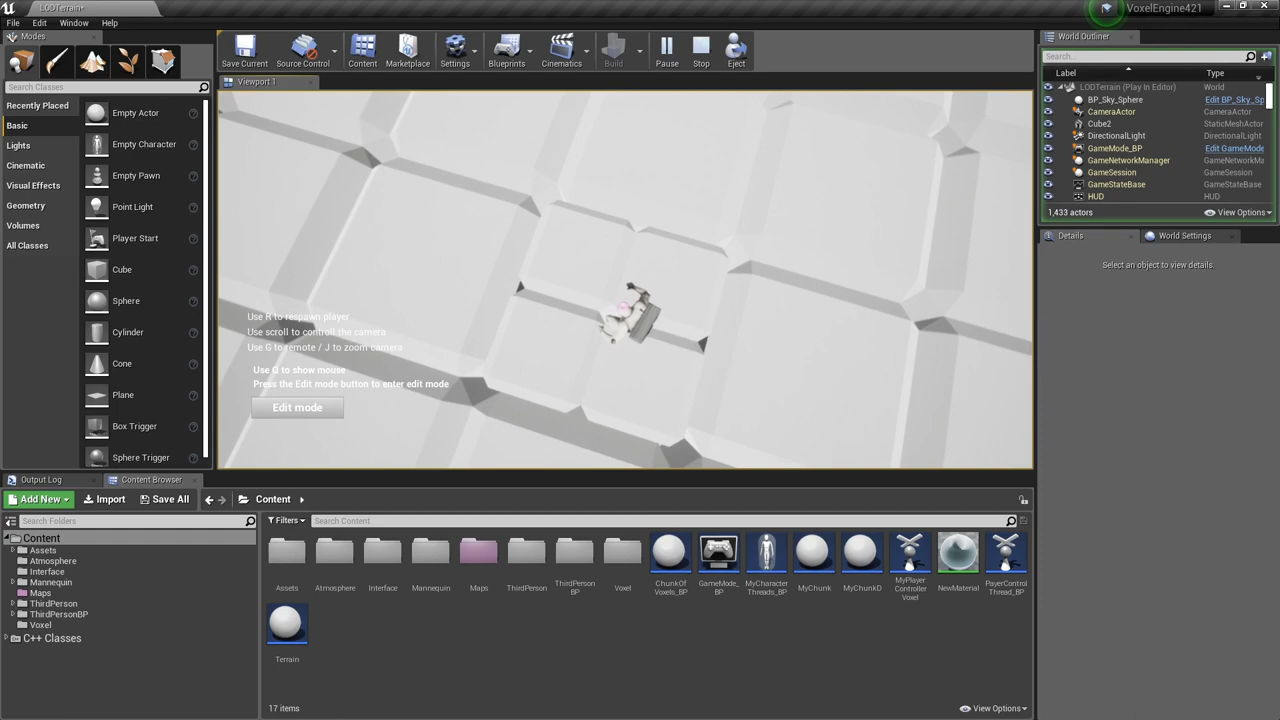 LODTerrain*
VoxelEngine421
File Edit Window Help
Modes
World Outliner
Save Current
Source Control
Content
Marketplace
Settings
Blueprints
Cinematics
Build
Pause
Stop
Eject
Search Classes
Viewport 1
Search...
Label Type
Recently Placed
Basic
Lights
Cinematic
Visual Effects
Geometry
Volumes
All Classes
Empty Actor
Empty Character
Empty Pawn
Point Light
Player Start
Cube
Sphere
Cylinder
Cone
Plane
Box Trigger
Sphere Trigger
LODTerrain (Play In Editor) World
BP_Sky_Sphere Edit BP_Sky_Sp
CameraActor CameraActor
Cube2 StaticMeshActor
DirectionalLight DirectionalLight
GameMode_BP Edit GameMode
GameNetworkManager GameNetworkMa
GameSession GameSession
GameStateBase GameStateBase
HUD HUD
1,433 actors View Options
Details World Settings
Select an object to view details.
Use R to respawn player
Use scroll to controll the camera
Use G to remote / J to zoom camera
Use Q to show mouse
Press the Edit mode button to enter edit mode
Edit mode
Output Log Content Browser
Add New Import Save All Content
Search Folders
Filters Search Content
Content
Assets
Atmosphere
Interface
Mannequin
Maps
ThirdPerson
ThirdPersonBP
Voxel
C++ Classes
Assets
Atmosphere
Interface
Mannequin
Maps
ThirdPerson
ThirdPerson
BP
Voxel
ChunkOf
Voxels_BP
GameMode_
BP
MyCharacter
Threads_BP
MyChunk
MyChunkD
MyPlayer
Controller
Voxel
NewMaterial
PayerControl
Thread_BP
Terrain
17 items View Options